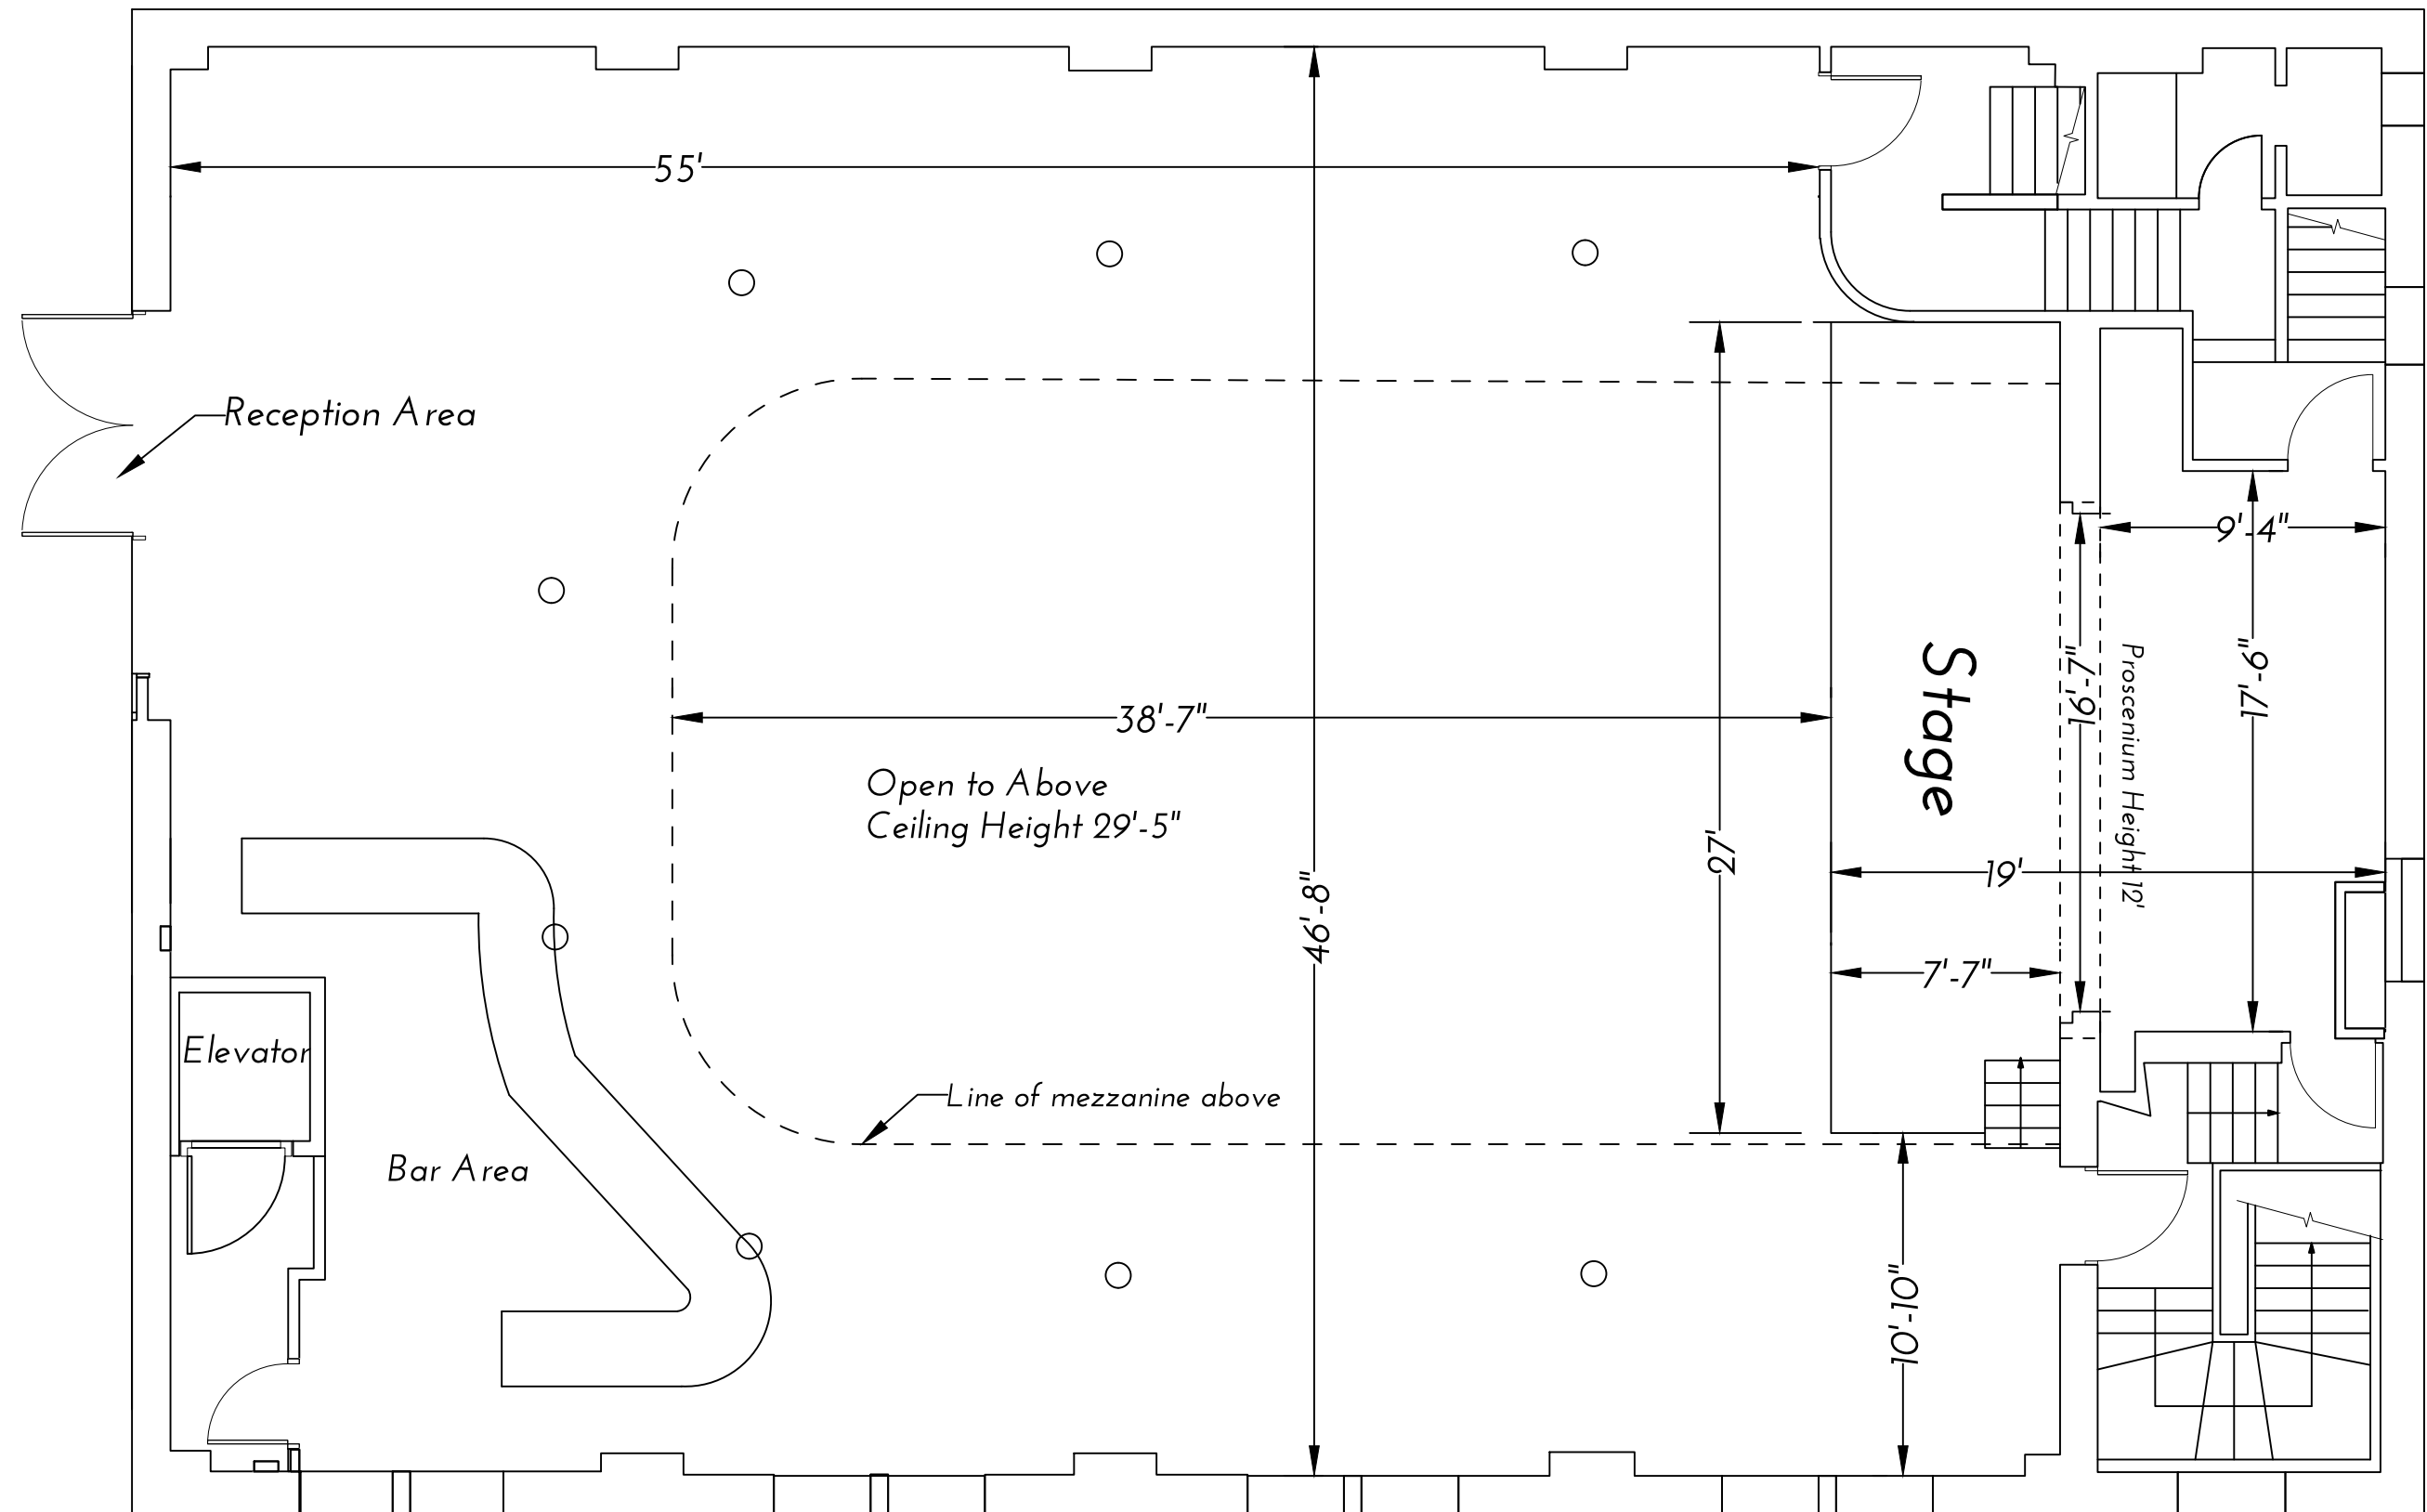 55'
Reception Area
9'-4"
Stage
16'-7"
Proscenium Height 12'
17'-6"
38'-7"
Open to Above
Ceiling Height 29'-5"
27'
19'
46'-8"
7'-7"
Elevator
Line of mezzanine above
Bar Area
10'-10"